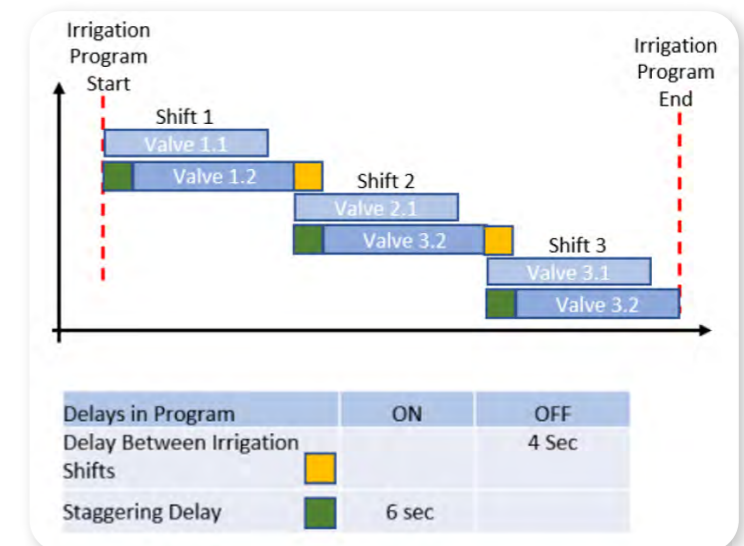 Irrigation
Program
Start
Irrigation
Program
End
Shift 1
Valve 1.1
Valve 1.2
Shift 2
Valve 2.1
Valve 3.2
Shift 3
Valve 3.1
Valve 3.2
Delays in Program ON OFF
Delay Between Irrigation 4 Sec
Shifts
Staggering Delay 6 sec